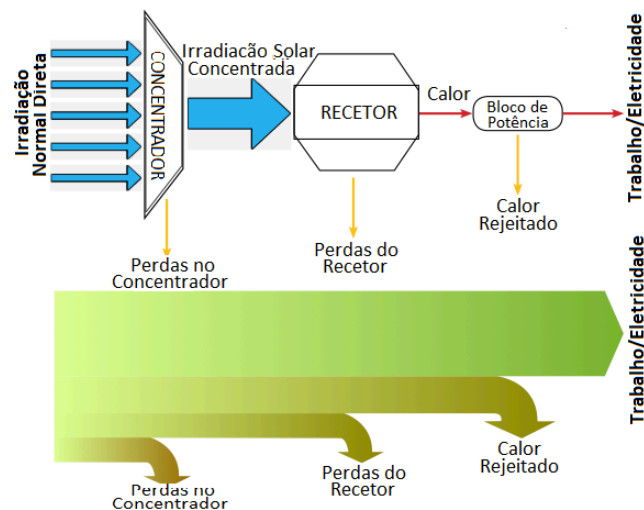 Irradiação
Normal Direta
CONCENTRADOR
Irradiacão Solar
Concentrada
RECETOR
Calor
Bloco de
Potência
Trabalho/Eletricidade
Calor
Rejeitado
Perdas do
Recetor
Perdas no
Concentrador
Trabalho/Eletricidade
Calor
Rejeitado
Perdas do
Recetor
Perdas no
Concentrador